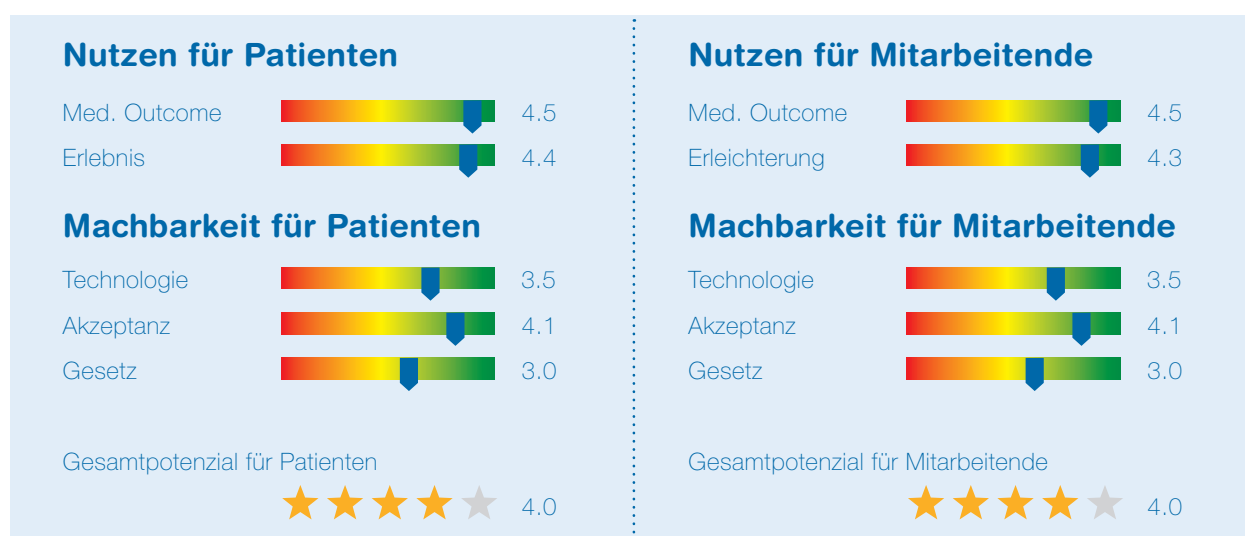 Nutzen für Patienten
Med. Outcome 4.5
Erlebnis 4.4
Machbarkeit für Patienten
Technologie 3.5
Akzeptanz 4.1
Gesetz 3.0
Gesamtpotenzial für Patienten
4.0
Nutzen für Mitarbeitende
Med. Outcome 4.5
Erleichterung 4.3
Machbarkeit für Mitarbeitende
Technologie 3.5
Akzeptanz 4.1
Gesetz 3.0
Gesamtpotenzial für Mitarbeitende
4.0